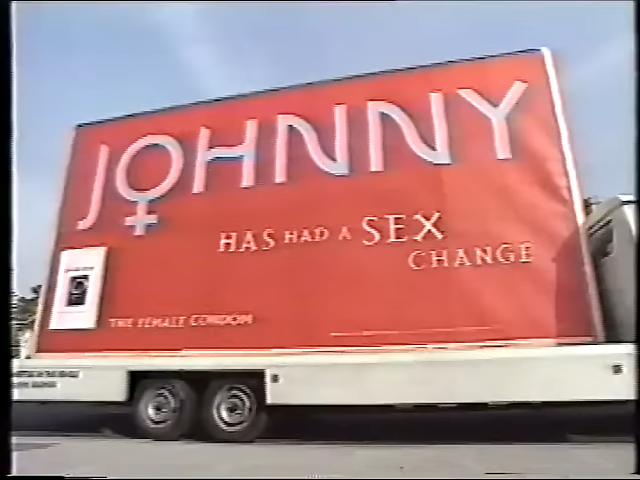 JOHNNY
HAS HAD A SEX
CHANGE
THE FEMALE CONDOM